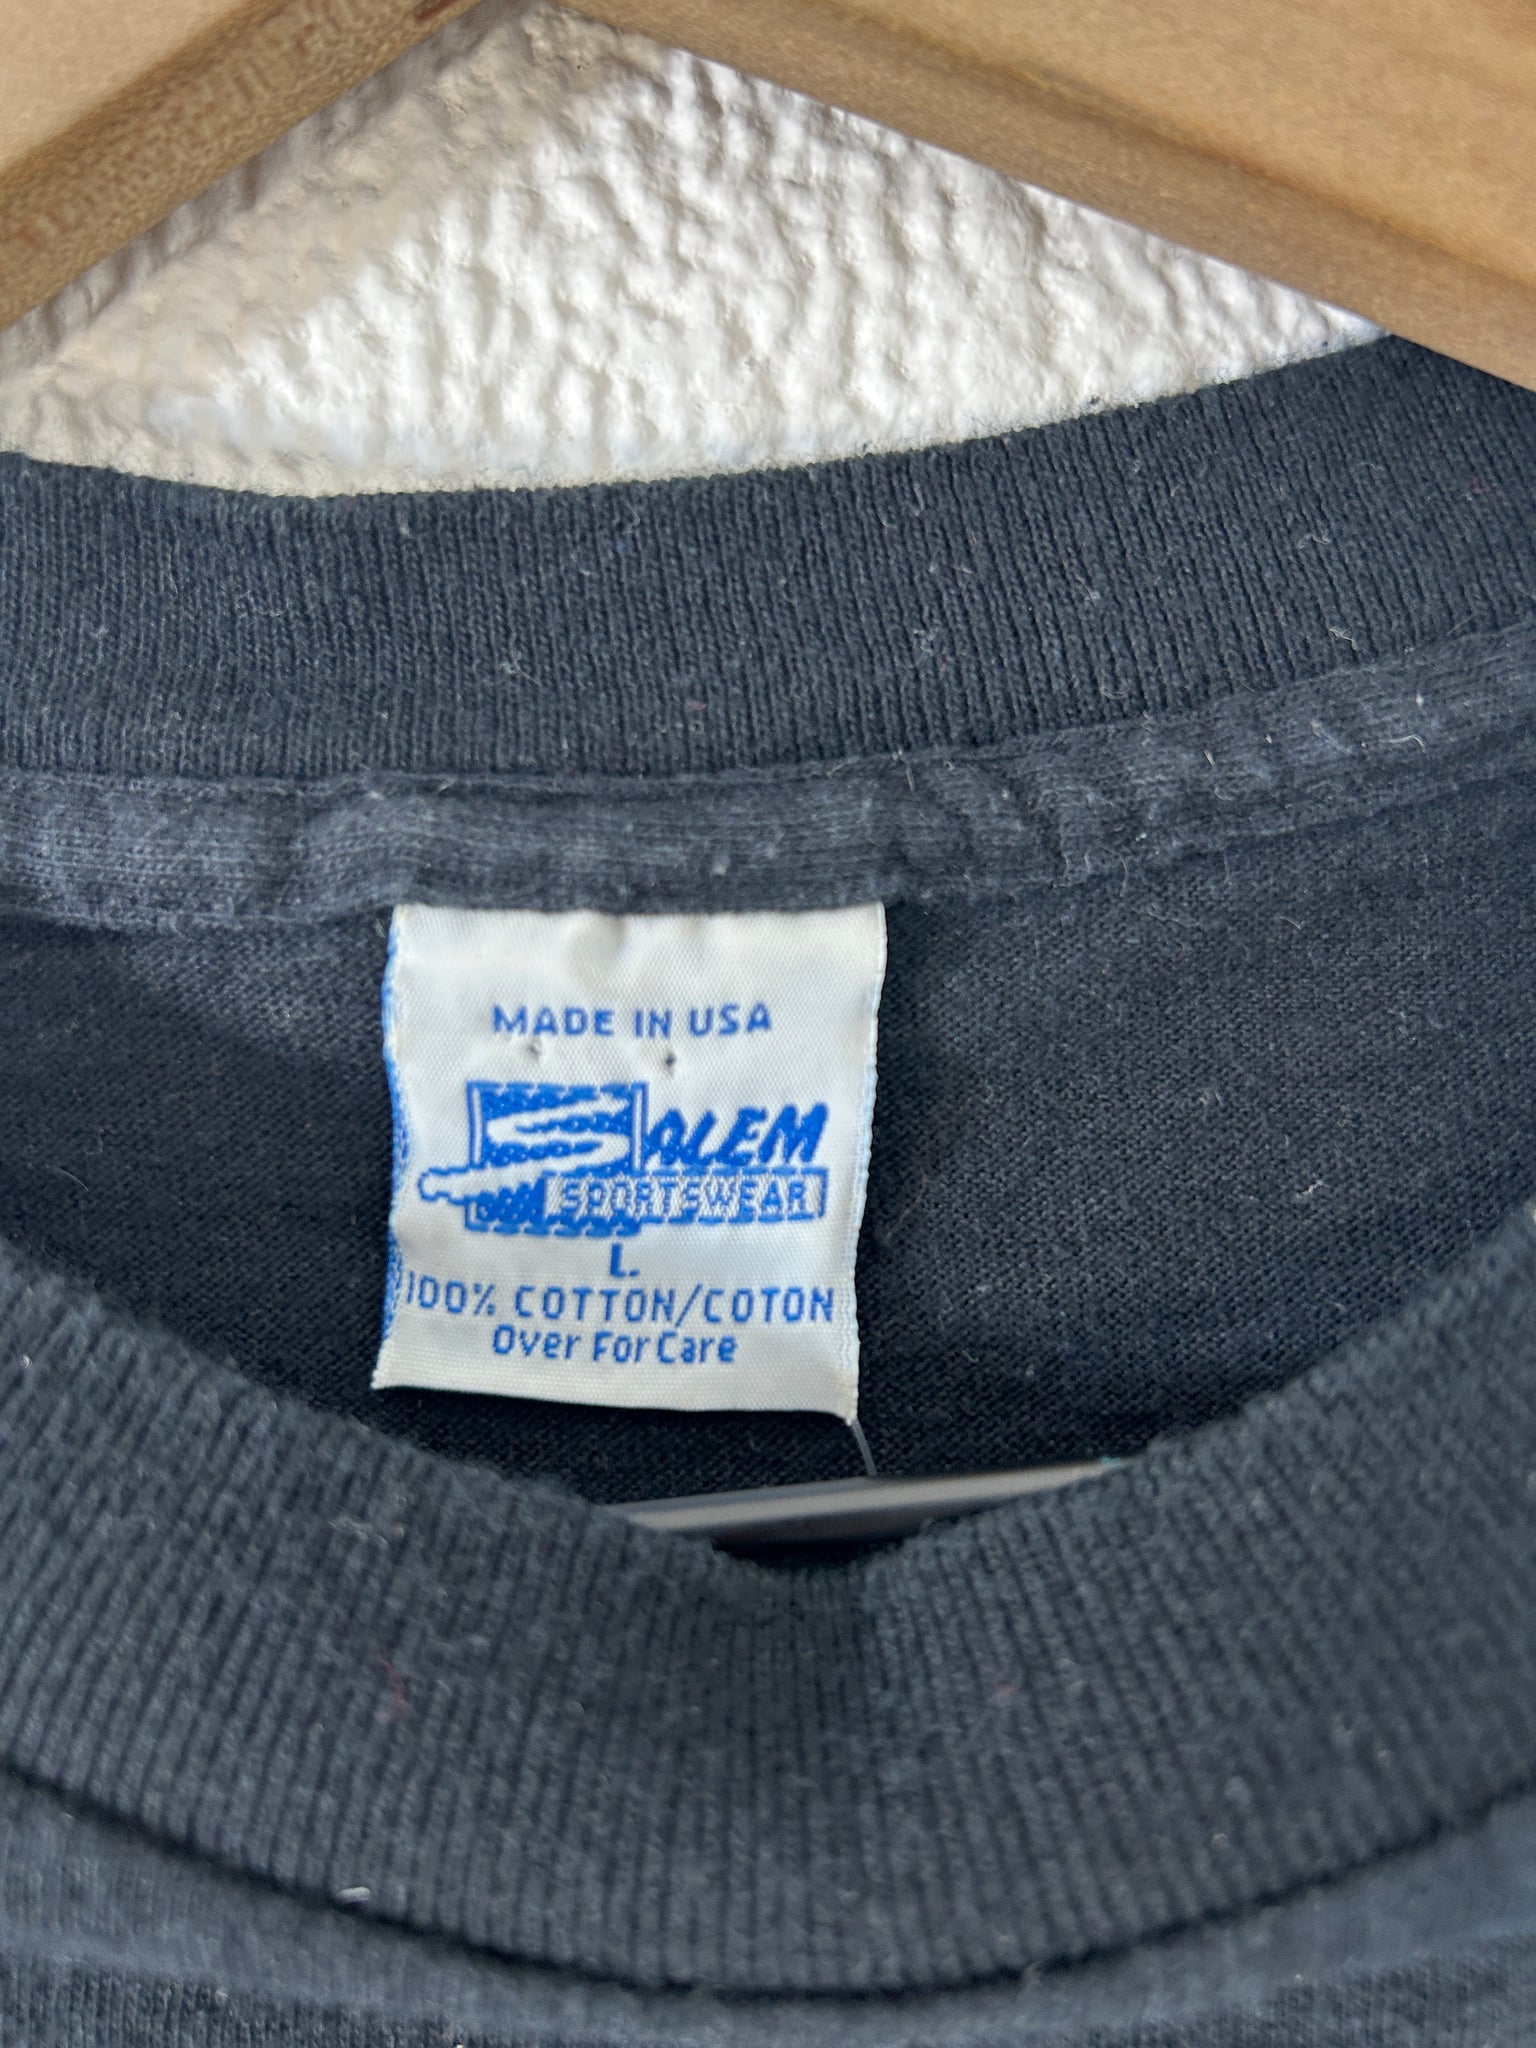 MADE IN USA
SALEM
SPORTSWEAR
L.
100% COTTON/COTON
Over For Care